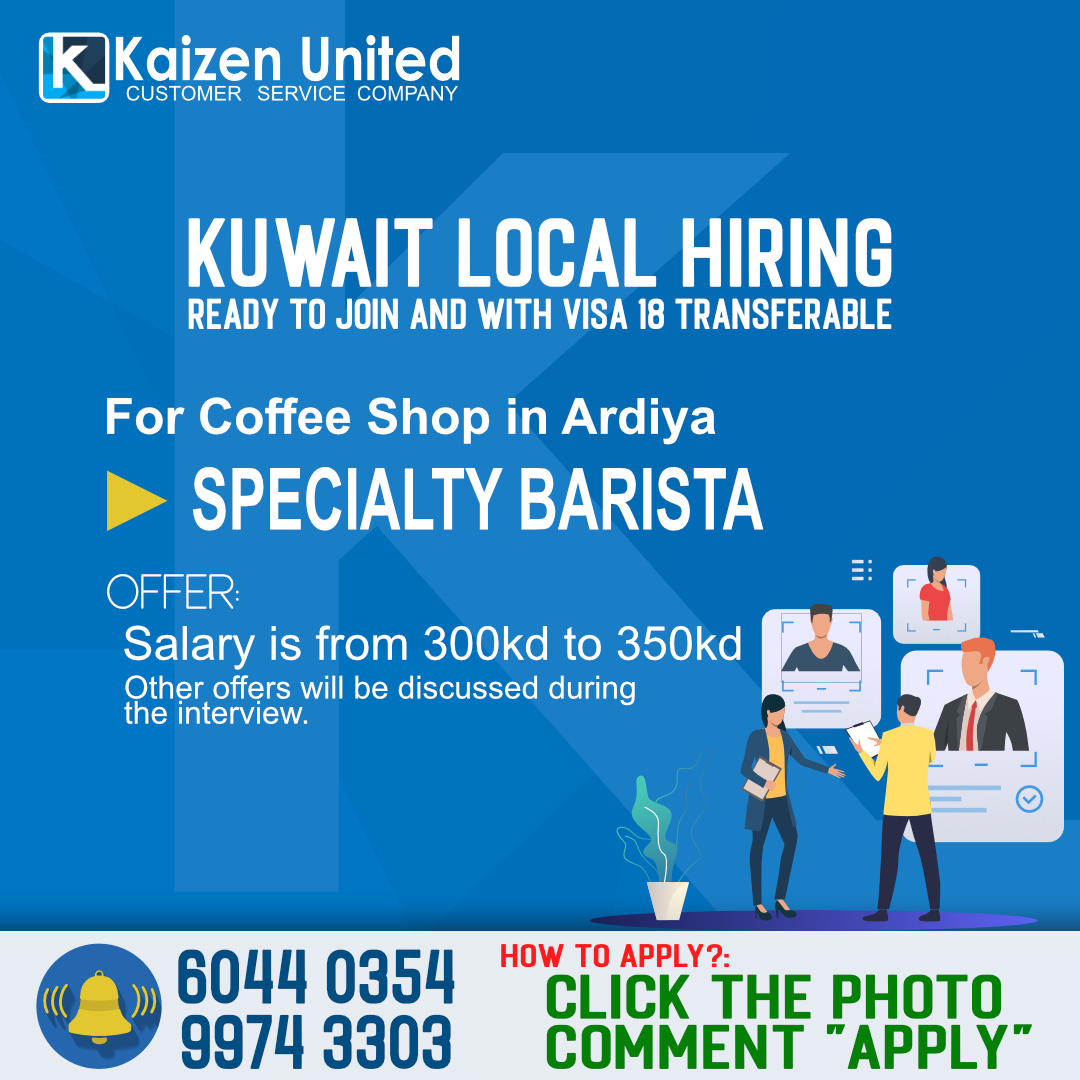 K Kaizen United
CUSTOMER SERVICE COMPANY
KUWAIT LOCAL HIRING
READY TO JOIN AND WITH VISA 18 TRANSFERABLE
For Coffee Shop in Ardiya
SPECIALTY BARISTA
OFFER:
Salary is from 300kd to 350kd
Other offers will be discussed during
the interview.
6044 0354
9974 3303
HOW TO APPLY?:
CLICK THE PHOTO
COMMENT "APPLY"